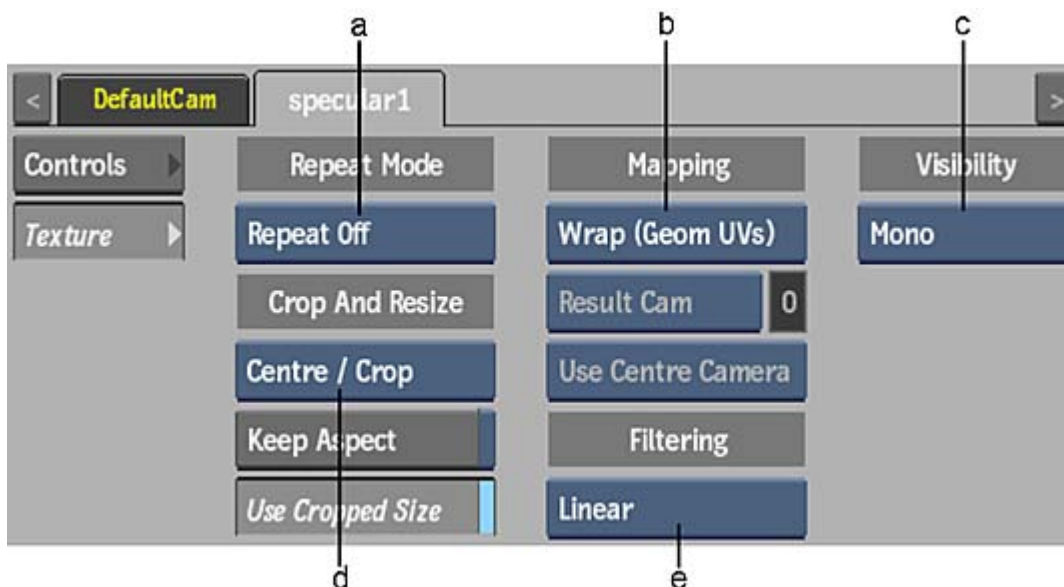 a b c
< DefaultCam specular1 >
Controls Repeat Mode Mapping Visibility
Texture Repeat Off Wrap (Geom UVs) Mono
Crop And Resize Result Cam 0
Centre / Crop Use Centre Camera
Keep Aspect Filtering
Use Cropped Size Linear
d e